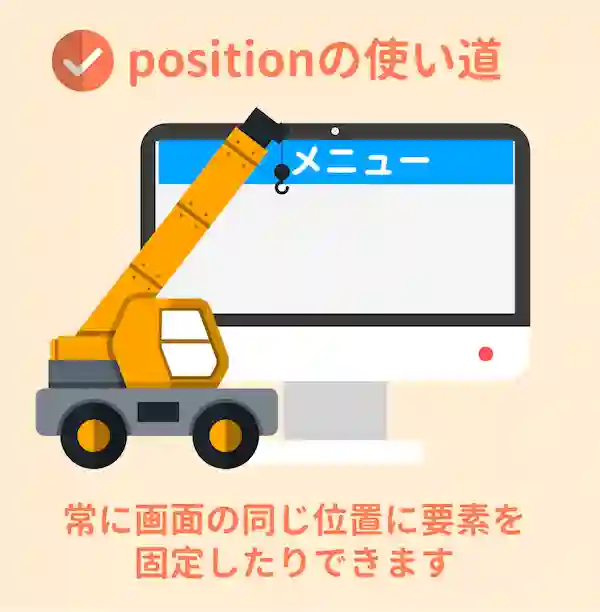 positionの使い道
メニュー
常に画面の同じ位置に要素を
固定したりできます